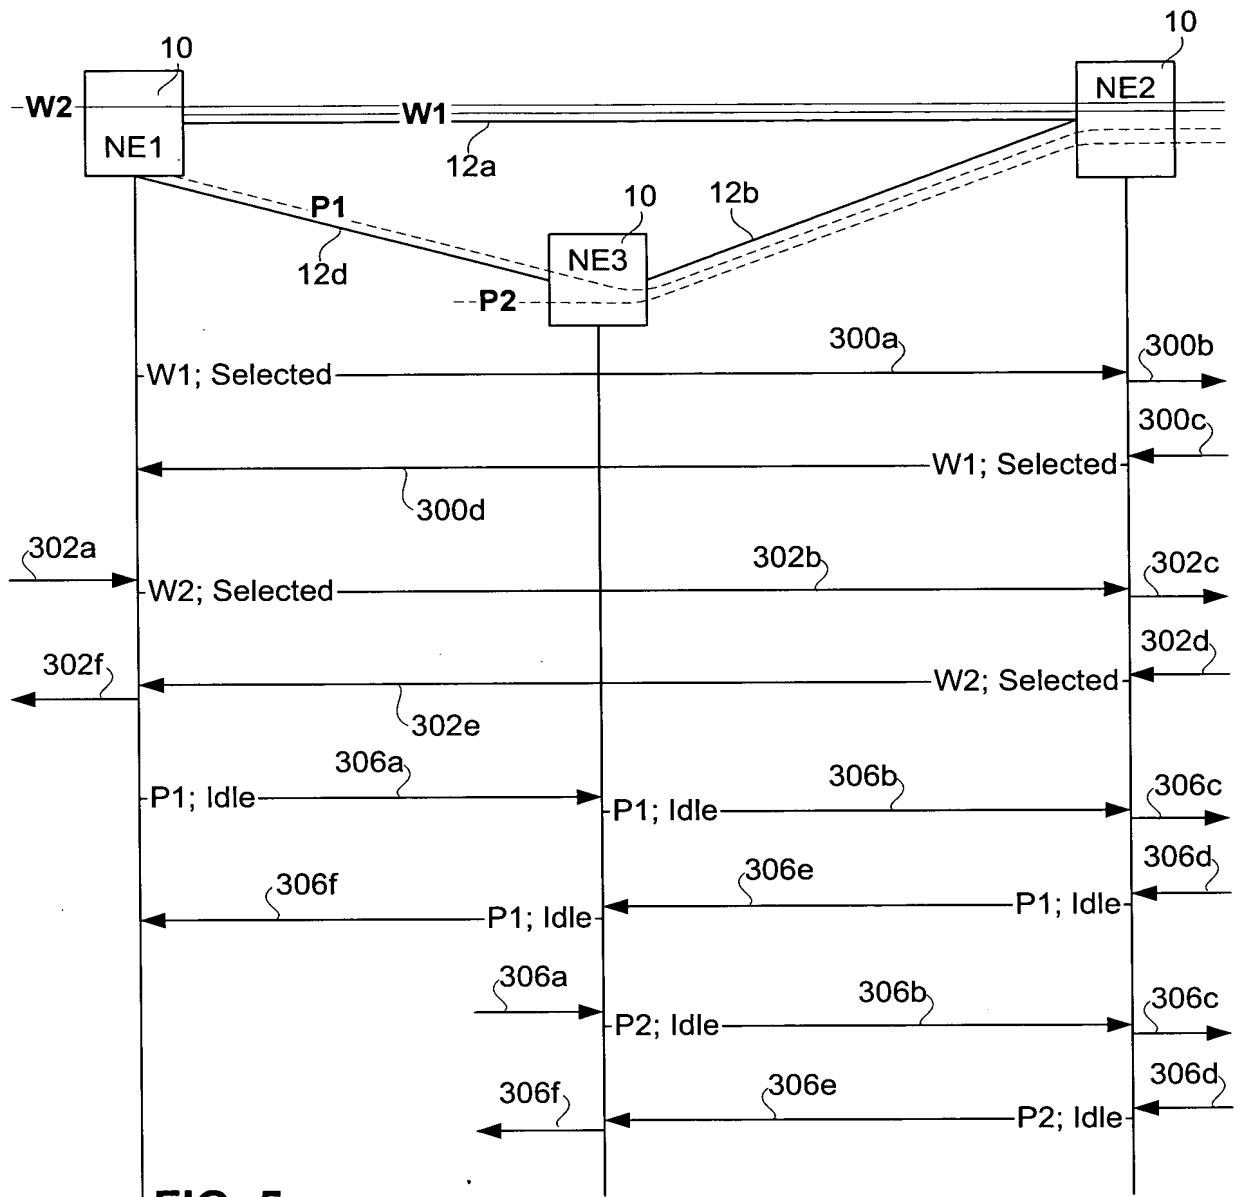 10
10
W2
W1
NE2
NE1
12a
P1
10
12b
12d
NE3
P2
300a
300b
W1; Selected
300c
W1; Selected
300d
302a
302b
302c
W2; Selected
302f
302d
W2; Selected
302e
306a
306b
306c
P1; Idle
P1; Idle
306f
306e
306d
P1; Idle
P1; Idle
306a
306b
306c
P2; Idle
306f
306e
306d
P2; Idle